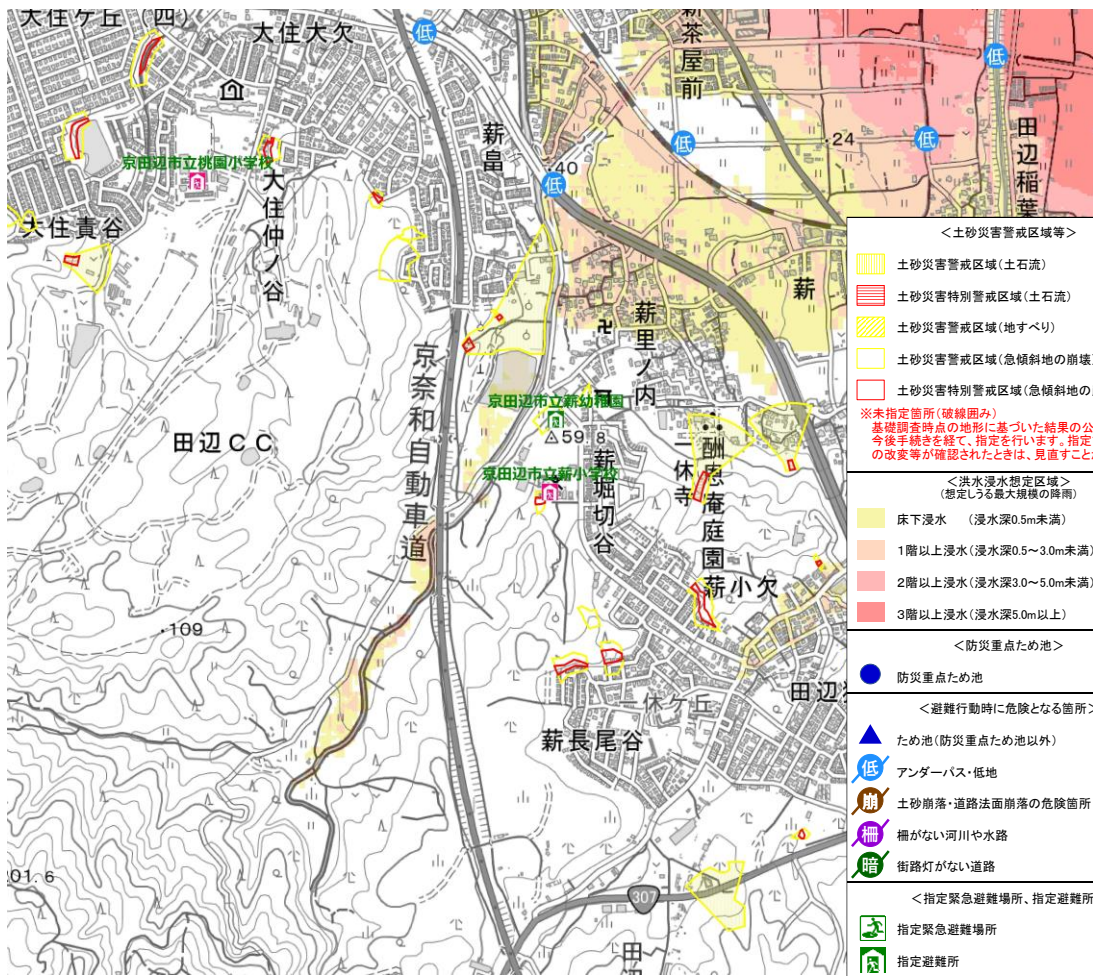 大住ケ丘(四)
大住大欠
新茶屋前
田辺稲葉
薪畠
40
24
京田辺市立桃園小学校
大住仲ノ谷
大住責谷
薪
薪里ノ内
京奈和自動車道
京田辺市立薪幼稚園
59
8
田辺CC
酬恩庵庭園
一休寺
京田辺市立薪小学校
薪堀切谷
薪小欠
109
一休ケ丘
薪長尾谷
01.6
307
低
低
低
低
低
<土砂災害警戒区域等>
土砂災害警戒区域(土石流)
土砂災害特別警戒区域(土石流)
土砂災害警戒区域(地すべり)
土砂災害警戒区域(急傾斜地の崩壊)
土砂災害特別警戒区域(急傾斜地の
※未指定箇所(破線囲み)
基礎調査時点の地形に基づいた結果の公
今後手続きを経て、指定を行います。指定
の改変等が確認されたときは、見直すこと
<洪水浸水想定区域>
(想定しうる最大規模の降雨)
床下浸水 (浸水深0.5m未満)
1階以上浸水(浸水深0.5~3.0m未満)
2階以上浸水(浸水深3.0~5.0m未満)
3階以上浸水(浸水深5.0m以上)
<防災重点ため池>
防災重点ため池
<避難行動時に危険となる箇所>
ため池(防災重点ため池以外)
低 アンダーパス・低地
崩 土砂崩落・道路法面崩落の危険箇所
柵 柵がない河川や水路
暗 街路灯がない道路
<指定緊急避難場所、指定避難所
指定緊急避難場所
指定避難所